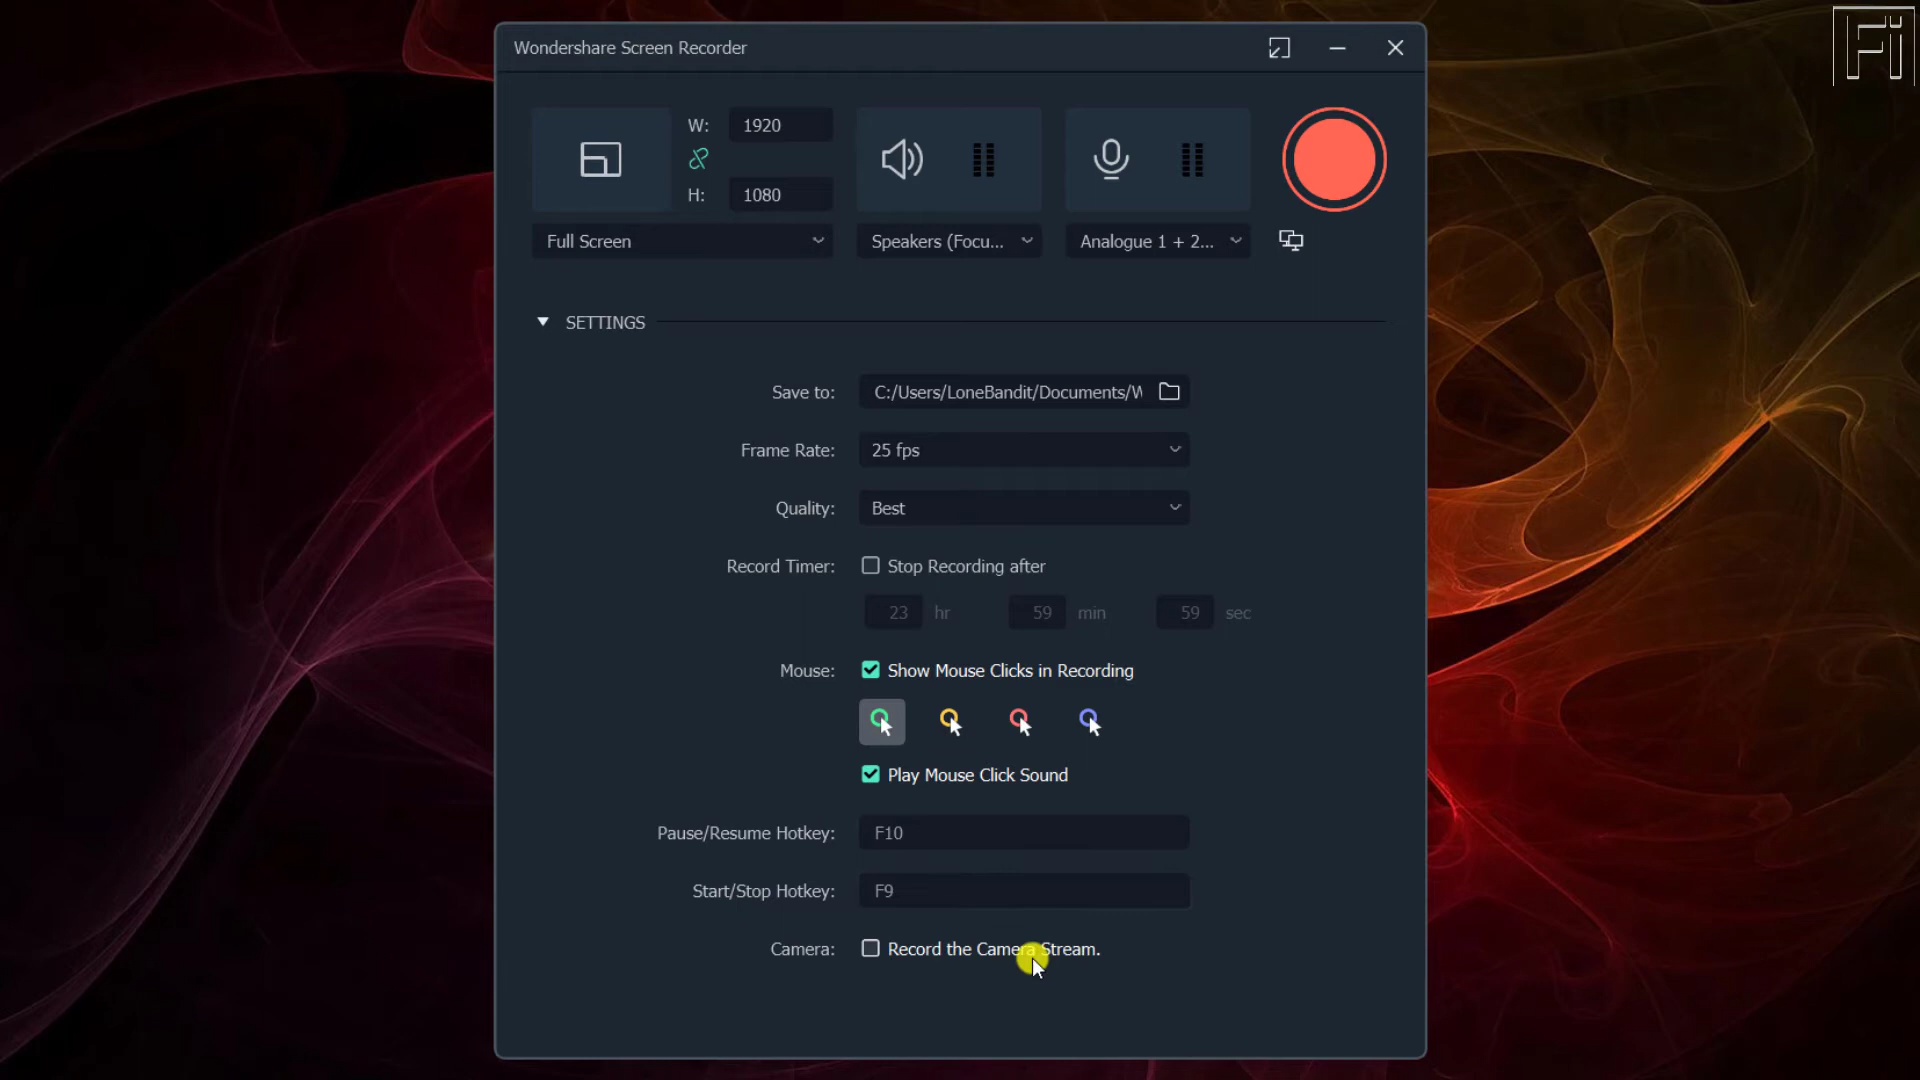 Fi
Wondershare Screen Recorder
W: 1920
H: 1080
Full Screen
Speakers (Focu...
Analogue 1 + 2...
SETTINGS
Save to: C:/Users/LoneBandit/Documents/W
Frame Rate: 25 fps
Quality: Best
Record Timer: Stop Recording after
23 hr 59 min 59 sec
Mouse: Show Mouse Clicks in Recording
Play Mouse Click Sound
Pause/Resume Hotkey: F10
Start/Stop Hotkey: F9
Camera: Record the Camera Stream.